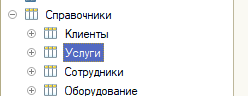 Справочники
Клиенты
Услуги
Сотрудники
Оборудование